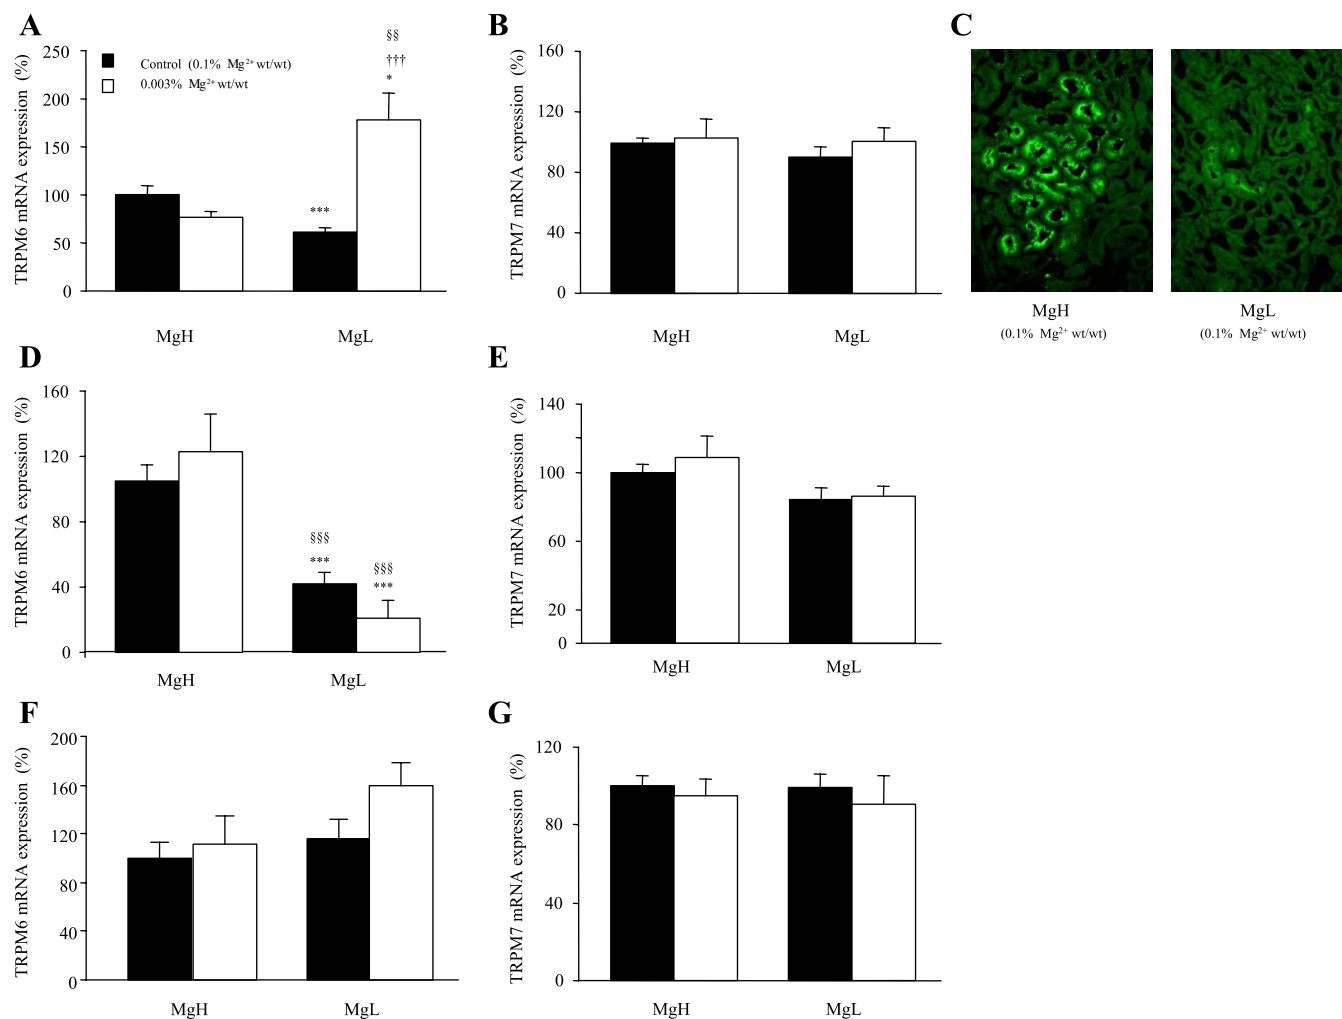 A
TRPM6 mRNA expression (%)
250
200
150
100
50
0
Control (0.1% Mg²⁺ wt/wt)
0.003% Mg²⁺ wt/wt
***
§§
†††
*
MgH
MgL
B
TRPM7 mRNA expression (%)
160
120
80
40
0
MgH
MgL
C
MgH
(0.1% Mg²⁺ wt/wt)
MgL
(0.1% Mg²⁺ wt/wt)
D
TRPM6 mRNA expression (%)
160
120
80
40
0
§§§
***
§§§
***
MgH
MgL
E
TRPM7 mRNA expression (%)
140
100
60
20
0
MgH
MgL
F
TRPM6 mRNA expression (%)
200
160
120
80
40
0
MgH
MgL
G
TRPM7 mRNA expression (%)
120
80
40
0
MgH
MgL